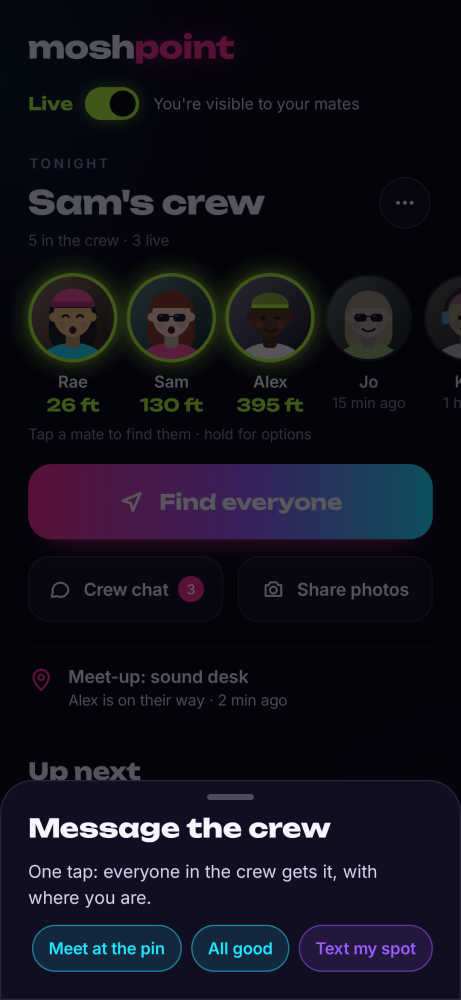 moshpoint
Live You're visible to your mates
TONIGHT
Sam's crew
5 in the crew · 3 live
Rae Sam Alex Jo K
26 ft 130 ft 395 ft 15 min ago 1 h
Tap a mate to find them · hold for options
Find everyone
Crew chat 3 Share photos
Meet-up: sound desk
Alex is on their way · 2 min ago
Up next
Message the crew
One tap: everyone in the crew gets it, with
where you are.
Meet at the pin All good Text my spot